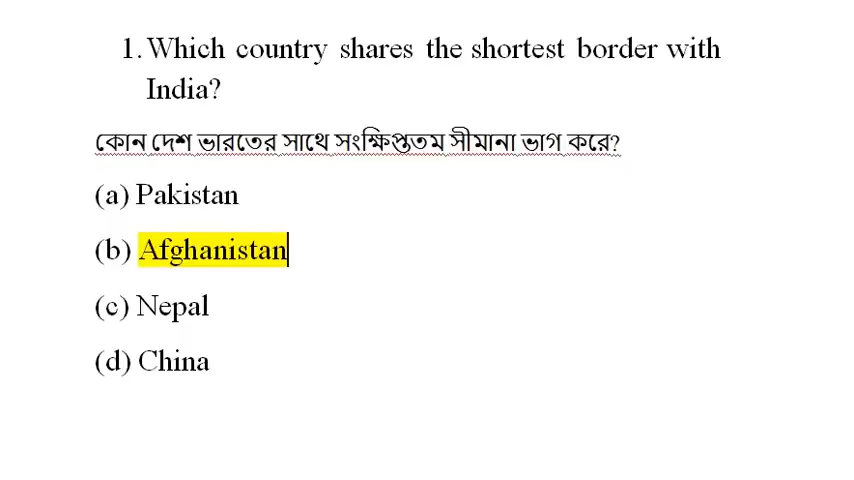 1. Which country shares the shortest border with
India?
কোন দেশ ভারতের সাথে সংক্ষিপ্ততম সীমানা ভাগ করে?
(a) Pakistan
(b) Afghanistan
(c) Nepal
(d) China